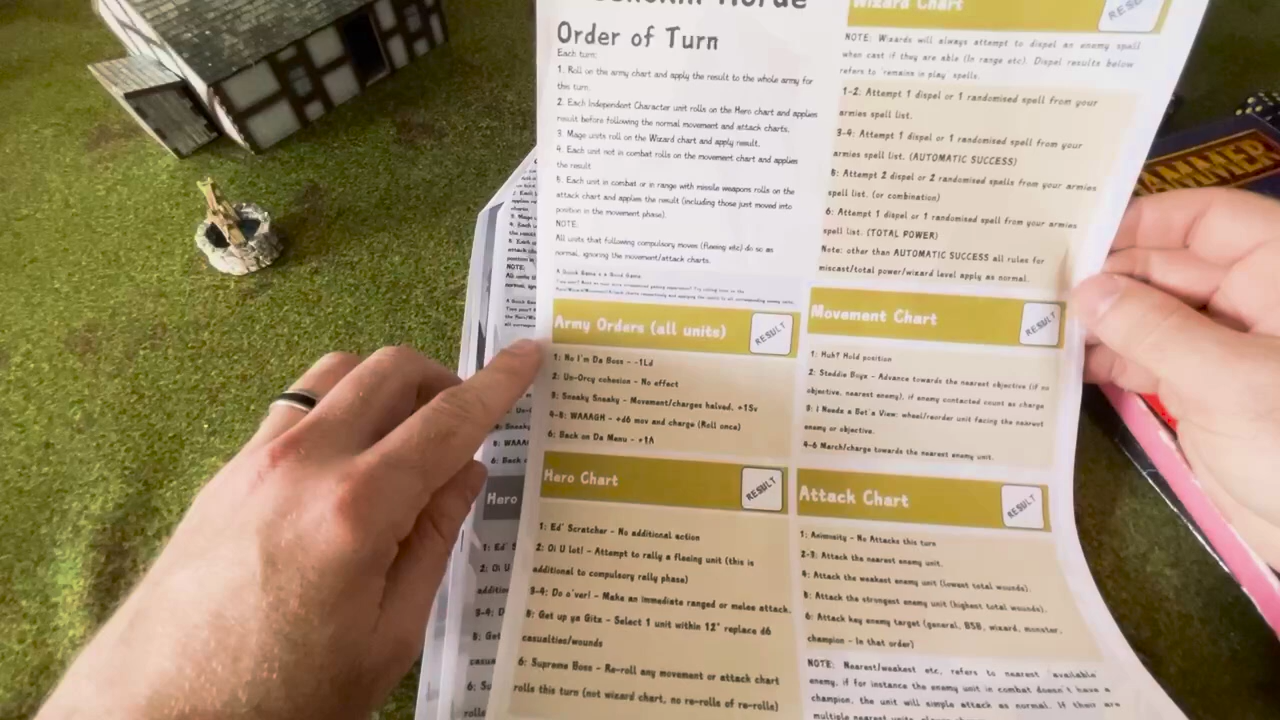 Horde
Order of Turn
Each turn:
1. Roll on the army chart and apply the result to the whole army for
this turn.
2. Each Independent Character unit rolls on the Hero chart and applies
result before following the normal movement and attack charts.
3. Mage units roll on the Wizard chart and apply result.
4. Each unit not in combat rolls on the movement chart and applies
the result
5. Each unit in combat or in range with missile weapons rolls on the
attack chart and applies the result (including those just moved into
position in the movement phase).
NOTE:
All units that following compulsory moves (fleeing etc) do so as
normal, ignoring the movement/attack charts.
A Quick Game is a Good Game:
Army Orders (all units)
RESULT
1: No I'm Da Boss - -1Ld
2: Un-Orcy cohesion - No effect
3: Sneaky Sneaky - Movement/charges halved, +1Sv
4-5: WAAAGH - +d6 mov and charge (Roll once)
6: Back on Da Menu - +1A
Hero Chart
RESULT
1: Ed' Scratcher - No additional action
2: Oi U lot! - Attempt to rally a fleeing unit (this is
additional to compulsory rally phase)
3-4: Do o'ver! - Make an immediate ranged or melee attack.
5: Get up ya Gitz - Select 1 unit within 12" replace d6
casualties/wounds
6: Supreme Boss - Re-roll any movement or attack chart
rolls this turn (not wizard chart, no re-rolls of re-rolls)
Wizard Chart
RESULT
NOTE: Wizards will always attempt to dispel an enemy spell
when cast if they are able (In range etc). Dispel results below
refers to 'remains in play' spells.
1-2: Attempt 1 dispel or 1 randomised spell from your
armies spell list.
3-4: Attempt 1 dispel or 1 randomised spell from your
armies spell list. (AUTOMATIC SUCCESS)
5: Attempt 2 dispel or 2 randomised spells from your armies
spell list. (or combination)
6: Attempt 1 dispel or 1 randomised spell from your armies
spell list. (TOTAL POWER)
Note: other than AUTOMATIC SUCCESS all rules for
miscast/total power/wizard level apply as normal.
Movement Chart
RESULT
1: Huh? Hold position
2: Steddie Boys - Advance towards the nearest objective (if no
objective, nearest enemy), if enemy contacted count as charge
3: I Needs a Bet'a View: wheel/reorder unit facing the nearest
enemy or objective.
4-6 March/charge towards the nearest enemy unit.
Attack Chart
RESULT
1: Animosity - No Attacks this turn
2-3: Attack the nearest enemy unit.
4: Attack the weakest enemy unit (lowest total wounds).
5: Attack the strongest enemy unit (highest total wounds).
6: Attack key enemy target (general, BSB, wizard, monster,
champion - In that order)
NOTE: Nearest/weakest etc, refers to nearest 'available'
enemy, if for instance the enemy unit in combat doesn't have a
champion, the unit will simply attack as normal. If their are
multiple nearest units
Hero